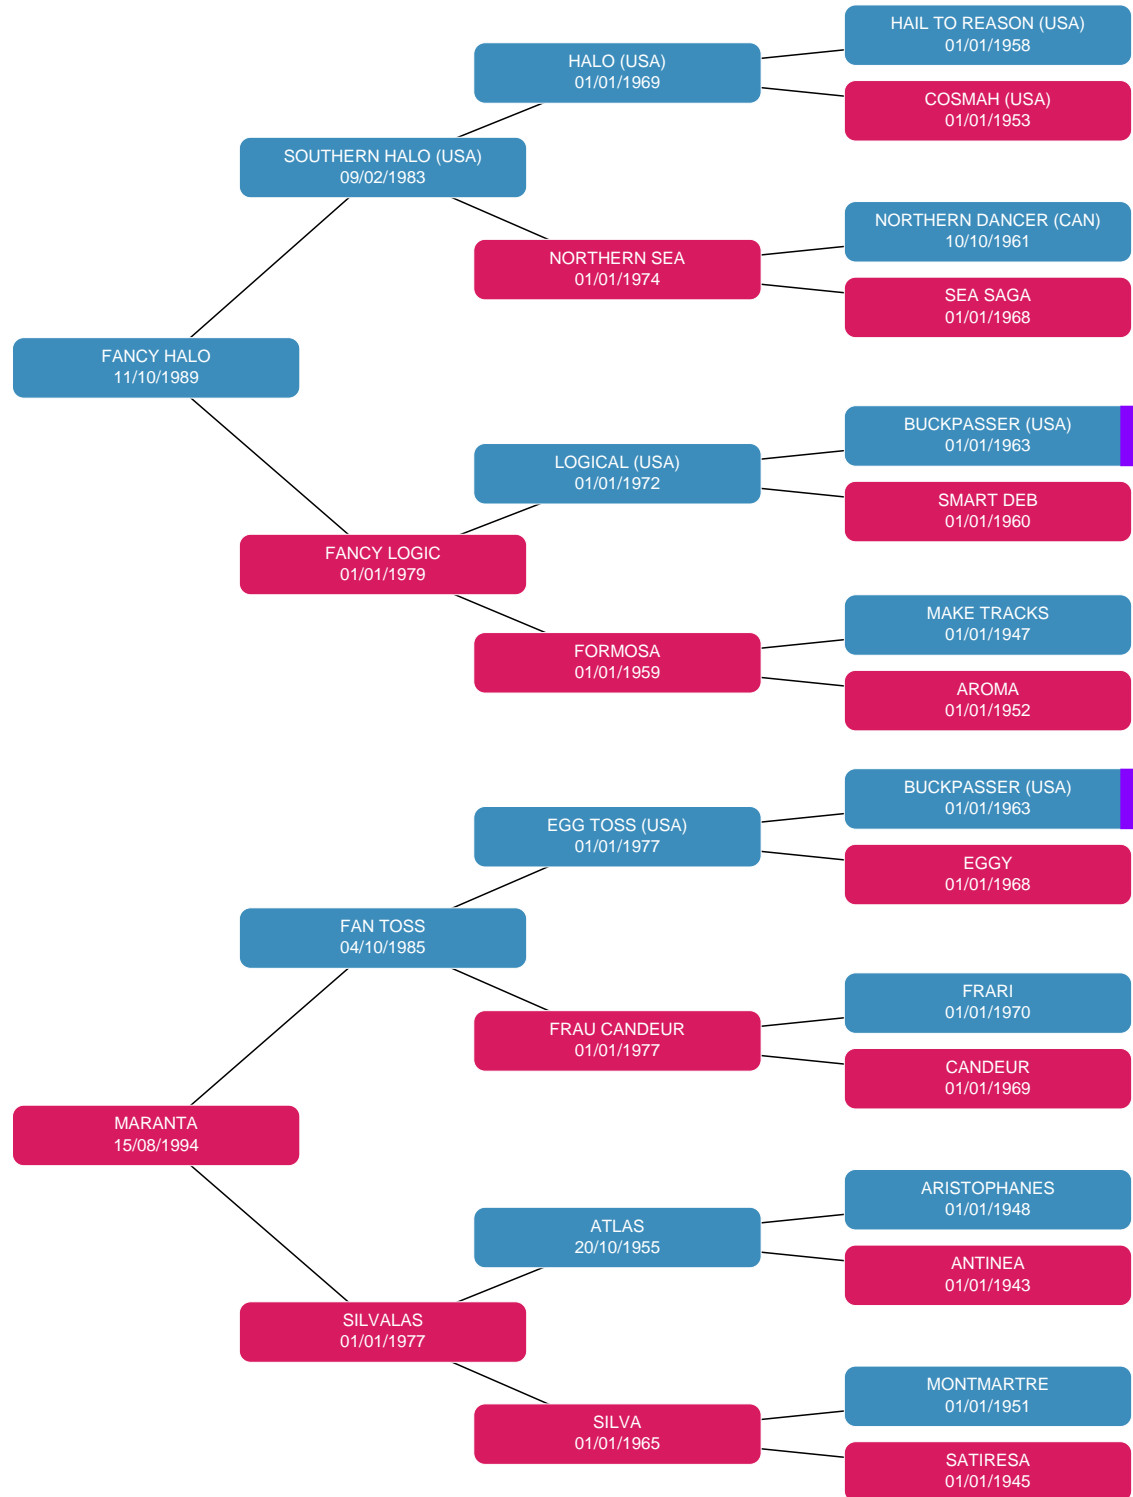 HAIL TO REASON (USA)
01/01/1958
HALO (USA)
01/01/1969
COSMAH (USA)
01/01/1953
SOUTHERN HALO (USA)
09/02/1983
NORTHERN DANCER (CAN)
10/10/1961
NORTHERN SEA
01/01/1974
SEA SAGA
01/01/1968
FANCY HALO
11/10/1989
BUCKPASSER (USA)
01/01/1963
LOGICAL (USA)
01/01/1972
SMART DEB
01/01/1960
FANCY LOGIC
01/01/1979
MAKE TRACKS
01/01/1947
FORMOSA
01/01/1959
AROMA
01/01/1952
BUCKPASSER (USA)
01/01/1963
EGG TOSS (USA)
01/01/1977
EGGY
01/01/1968
FAN TOSS
04/10/1985
FRARI
01/01/1970
FRAU CANDEUR
01/01/1977
CANDEUR
01/01/1969
MARANTA
15/08/1994
ARISTOPHANES
01/01/1948
ATLAS
20/10/1955
ANTINEA
01/01/1943
SILVALAS
01/01/1977
MONTMARTRE
01/01/1951
SILVA
01/01/1965
SATIRESA
01/01/1945